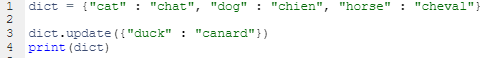 1 dict = {"cat" : "chat", "dog" : "chien", "horse" : "cheval"}
2
3 dict.update({"duck" : "canard"})
4 print(dict)